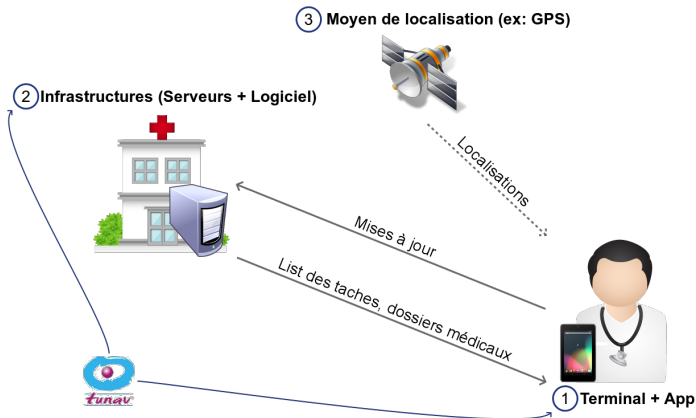 3 Moyen de localisation (ex: GPS)
2 Infrastructures (Serveurs + Logiciel)
Localisations
Mises à jour
List des taches, dossiers médicaux
tunav
1 Terminal + App